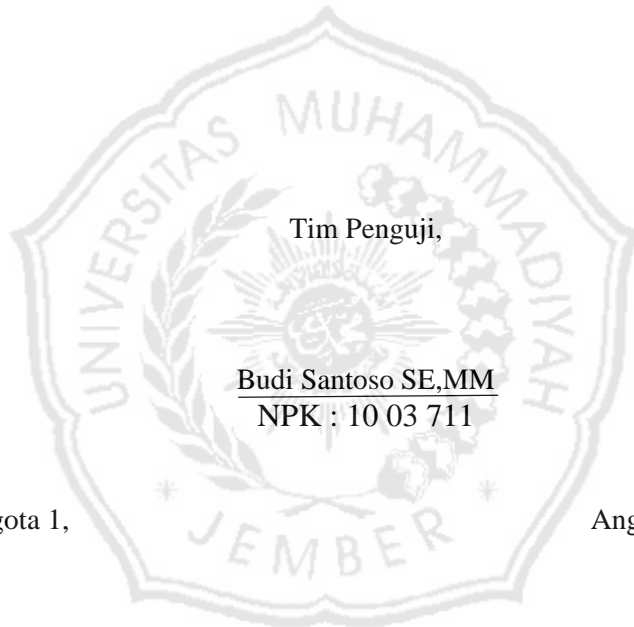 UNIVERSITAS MUHAMMADIYAH
Tim Penguji,
Budi Santoso SE,MM
NPK : 10 03 711
gota 1,
Ang
* JEMBER *